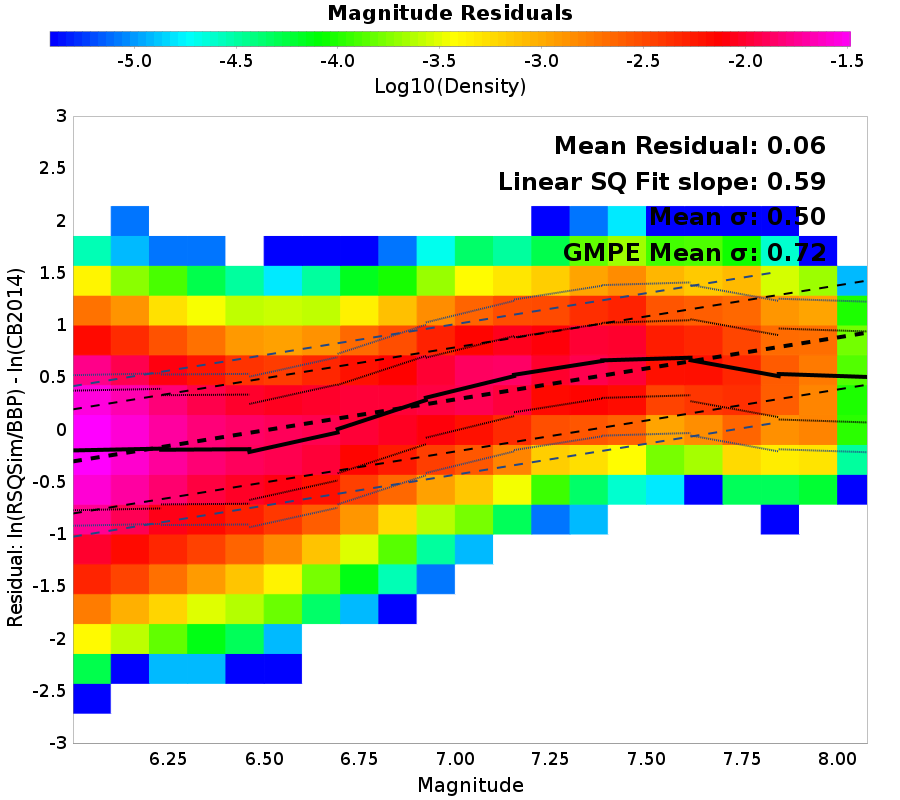 Magnitude Residuals
-5.0 -4.5 -4.0 -3.5 -3.0 -2.5 -2.0 -1.5
Log10(Density)
Mean Residual: 0.06
Linear SQ Fit slope: 0.59
Mean σ: 0.50
GMPE Mean σ: 0.72
3
2.5
2
1.5
1
0.5
0
-0.5
-1
-1.5
-2
-2.5
-3
Residual: ln(RSQSim/BBP) - ln(CB2014)
6.25 6.50 6.75 7.00 7.25 7.50 7.75 8.00
Magnitude